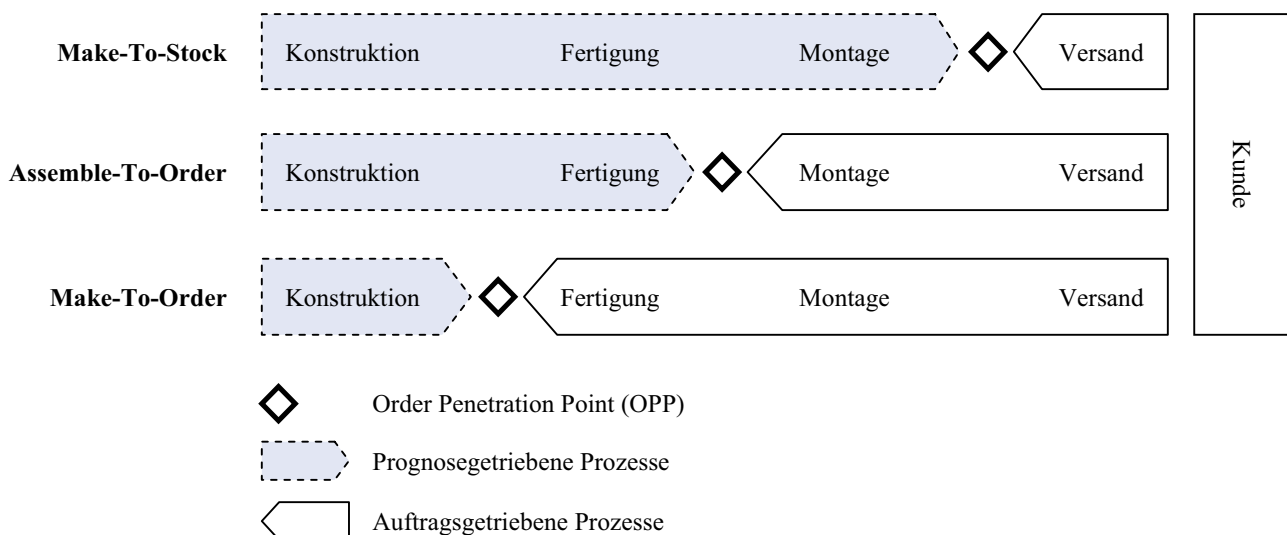 Make-To-Stock Konstruktion Fertigung Montage Versand
Assemble-To-Order Konstruktion Fertigung Montage Versand
Kunde
Make-To-Order Konstruktion Fertigung Montage Versand
Order Penetration Point (OPP)
Prognosegetriebene Prozesse
Auftragsgetriebene Prozesse